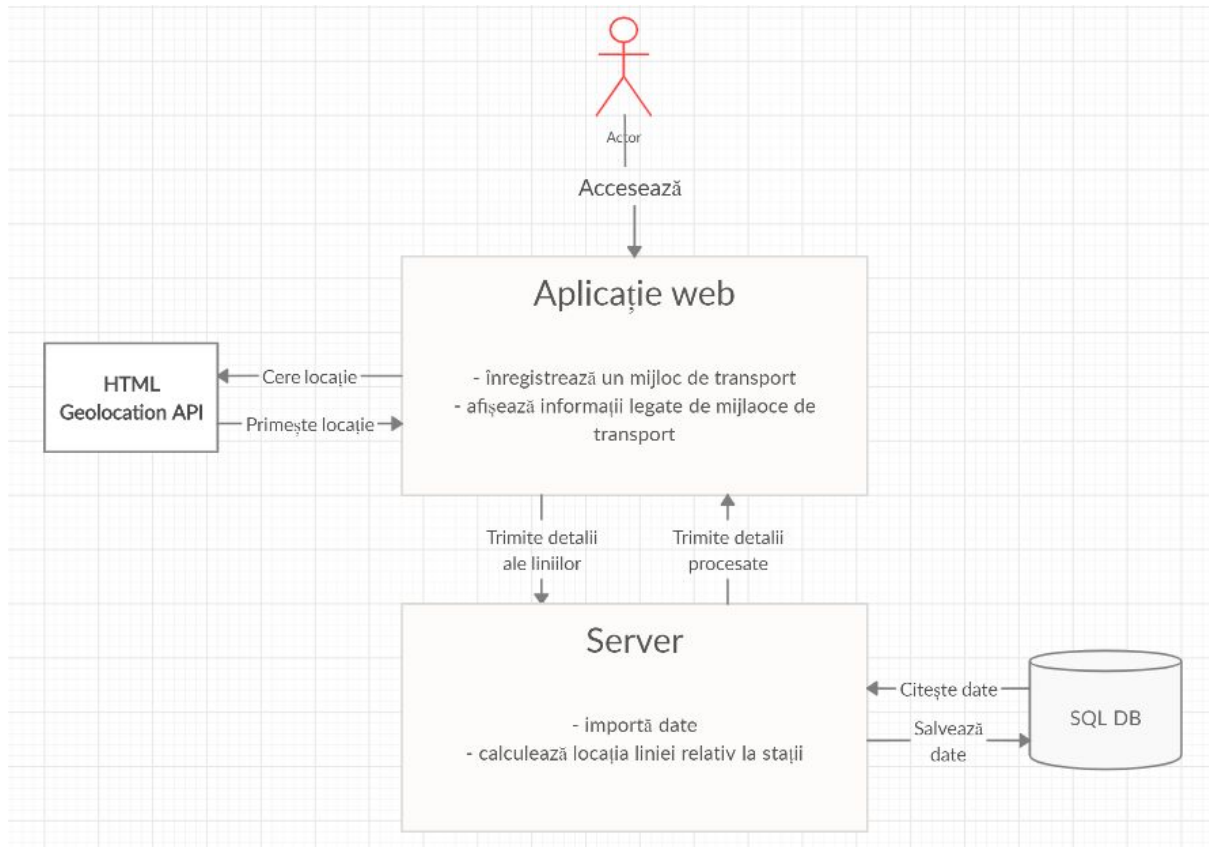 Actor
Accesează
Aplicație web
- înregistrează un mijloc de transport
- afișează informații legate de mijlaoce de
transport
HTML
Geolocation API
Cere locație
Primește locație
Trimite detalii
ale liniilor
Trimite detalii
procesate
Server
- importă date
- calculează locația liniei relativ la stații
Citește date
Salvează
date
SQL DB